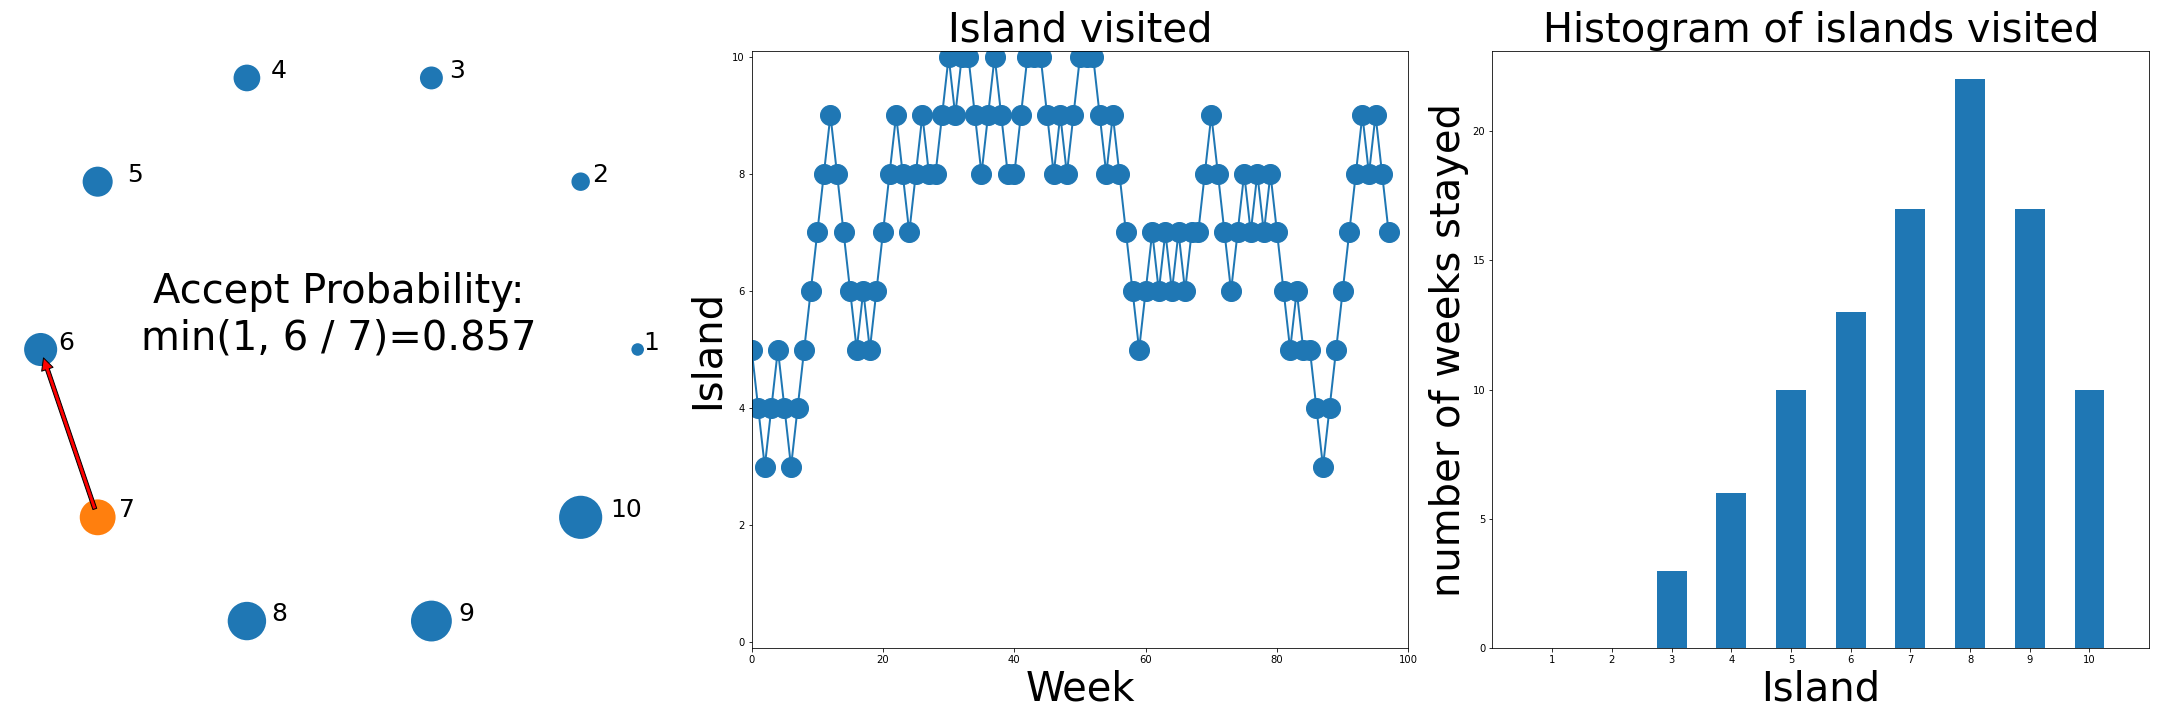 4
3
5
2
Accept Probability:
min(1, 6 / 7)=0.857
6
1
7
10
8
9
Island visited
Island
10
8
6
4
2
0
0 20 40 60 80 100
Week
Histogram of islands visited
number of weeks stayed
20
15
10
5
0
1 2 3 4 5 6 7 8 9 10
Island